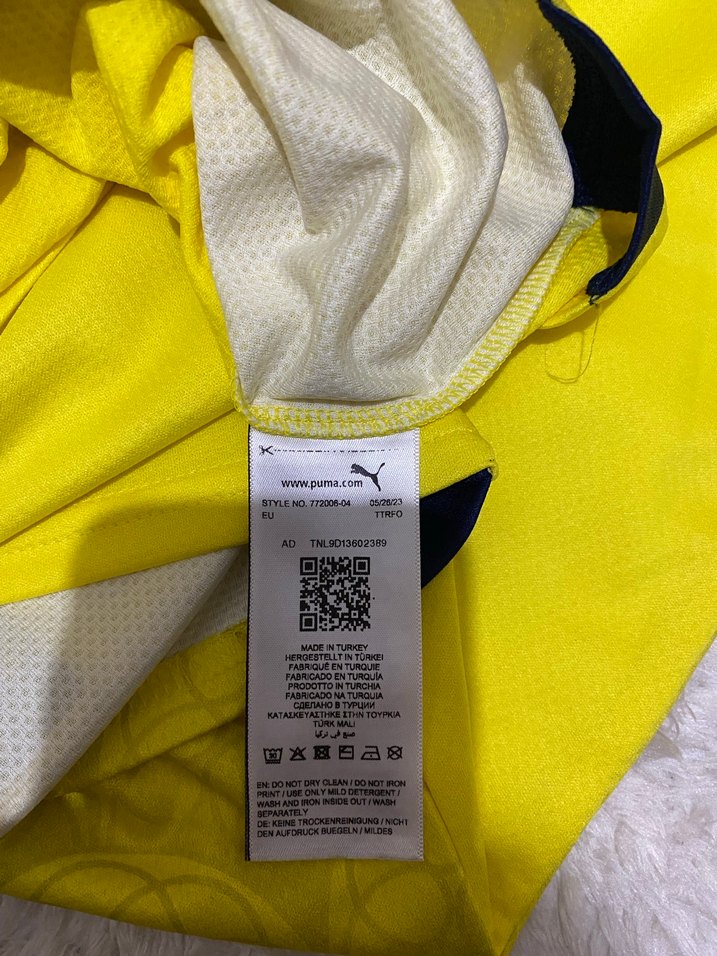 www.puma.com
STYLE NO. 772006-04 05/26/23
EU TTRFO
AD TNL9D13602389
MADE IN TURKEY
HERGESTELLT IN TÜRKEI
FABRIQUÉ EN TURQUIE
FABRICADO EN TURQUÍA
PRODOTTO IN TURCHIA
FABRICADO NA TURQUIA
СДЕЛАНО В ТУРЦИИ
ΚΑΤΑΣΚΕΥΑΣΤΗΚΕ ΣΤΗΝ ΤΟΥΡΚΙΑ
TÜRK MALI
صنع في تركيا
30
EN: DO NOT DRY CLEAN / DO NOT IRON
PRINT / USE ONLY MILD DETERGENT /
WASH AND IRON INSIDE OUT / WASH
SEPARATELY
DE: KEINE TROCKENREINIGUNG / NICHT
DEN AUFDRUCK BUEGELN / MILDES